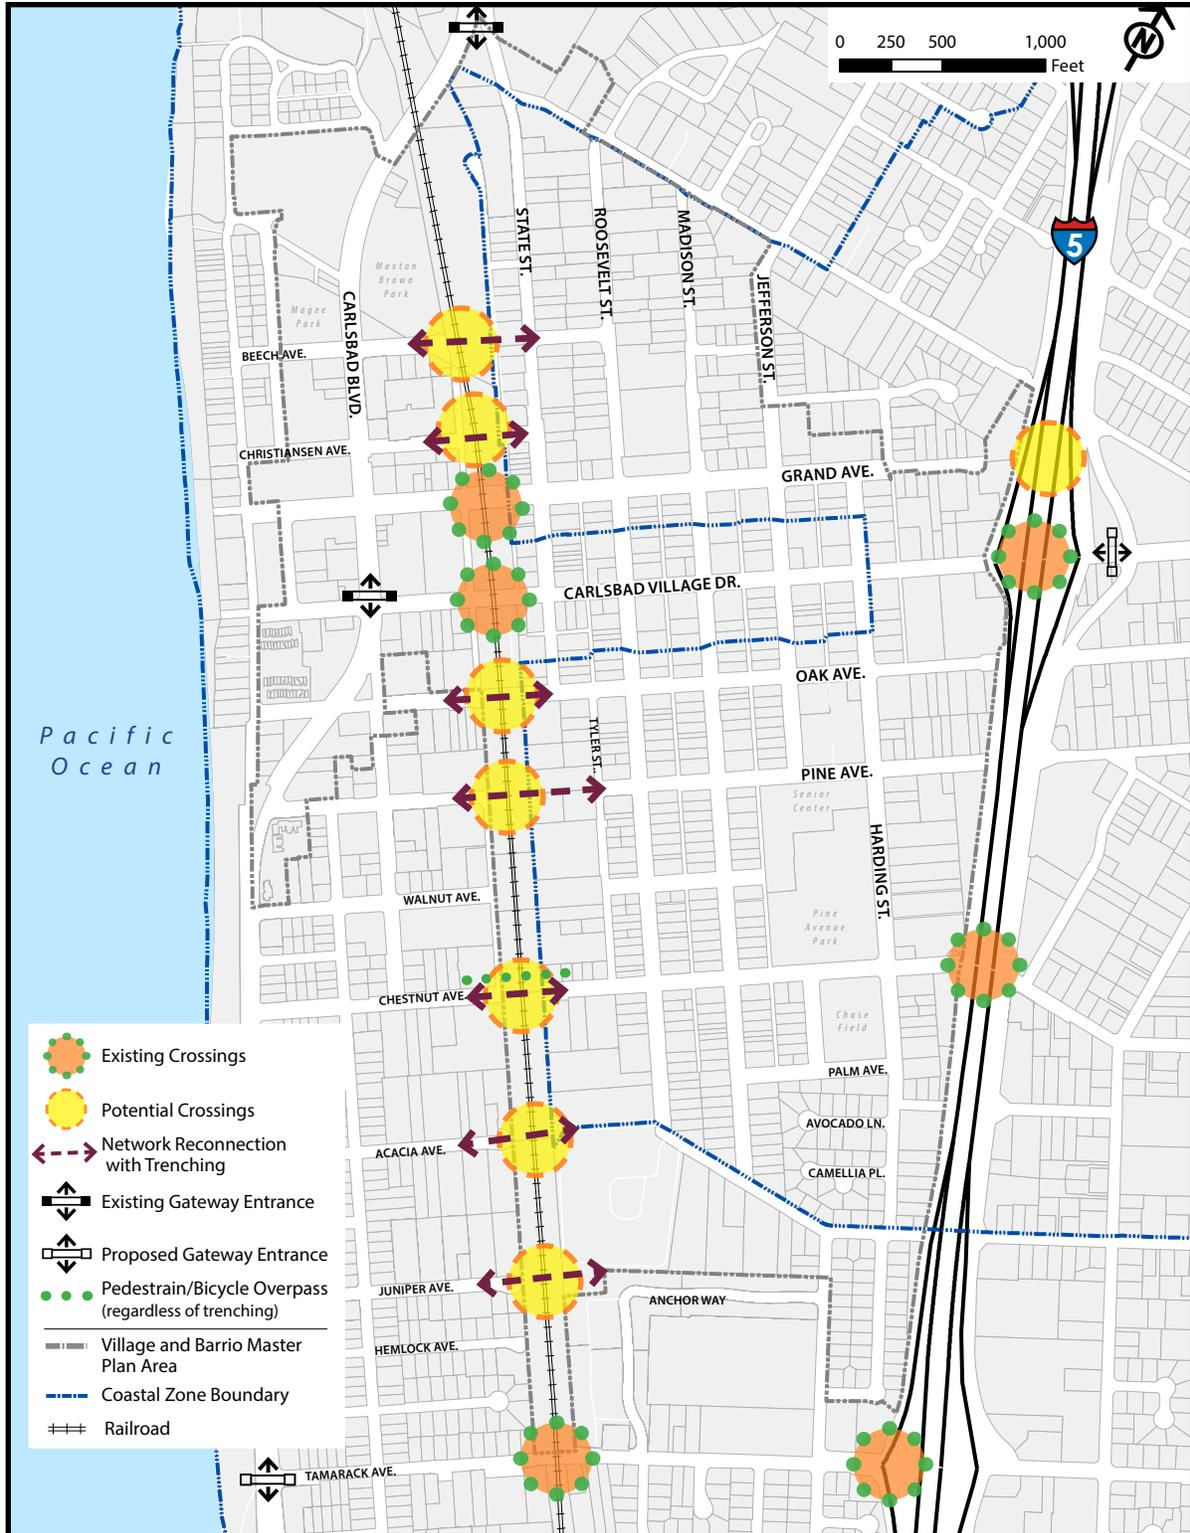 0 250 500 1,000
Feet
N
5
STATE ST.
ROOSEVELT ST.
MADISON ST.
JEFFERSON ST.
Maxton
Brown
Park
Magee
Park
CARLSBAD BLVD.
BEECH AVE.
CHRISTIANSEN AVE.
GRAND AVE.
CARLSBAD VILLAGE DR.
OAK AVE.
Pacific
Ocean
TYLER ST.
PINE AVE.
Senior
Center
HARDING ST.
WALNUT AVE.
Pine
Avenue
Park
CHESTNUT AVE.
Chase
Field
PALM AVE.
AVOCADO LN.
ACACIA AVE.
CAMELLIA PL.
JUNIPER AVE.
ANCHOR WAY
HEMLOCK AVE.
TAMARACK AVE.
Existing Crossings
Potential Crossings
Network Reconnection
with Trenching
Existing Gateway Entrance
Proposed Gateway Entrance
Pedestrain/Bicycle Overpass
(regardless of trenching)
Village and Barrio Master
Plan Area
Coastal Zone Boundary
Railroad